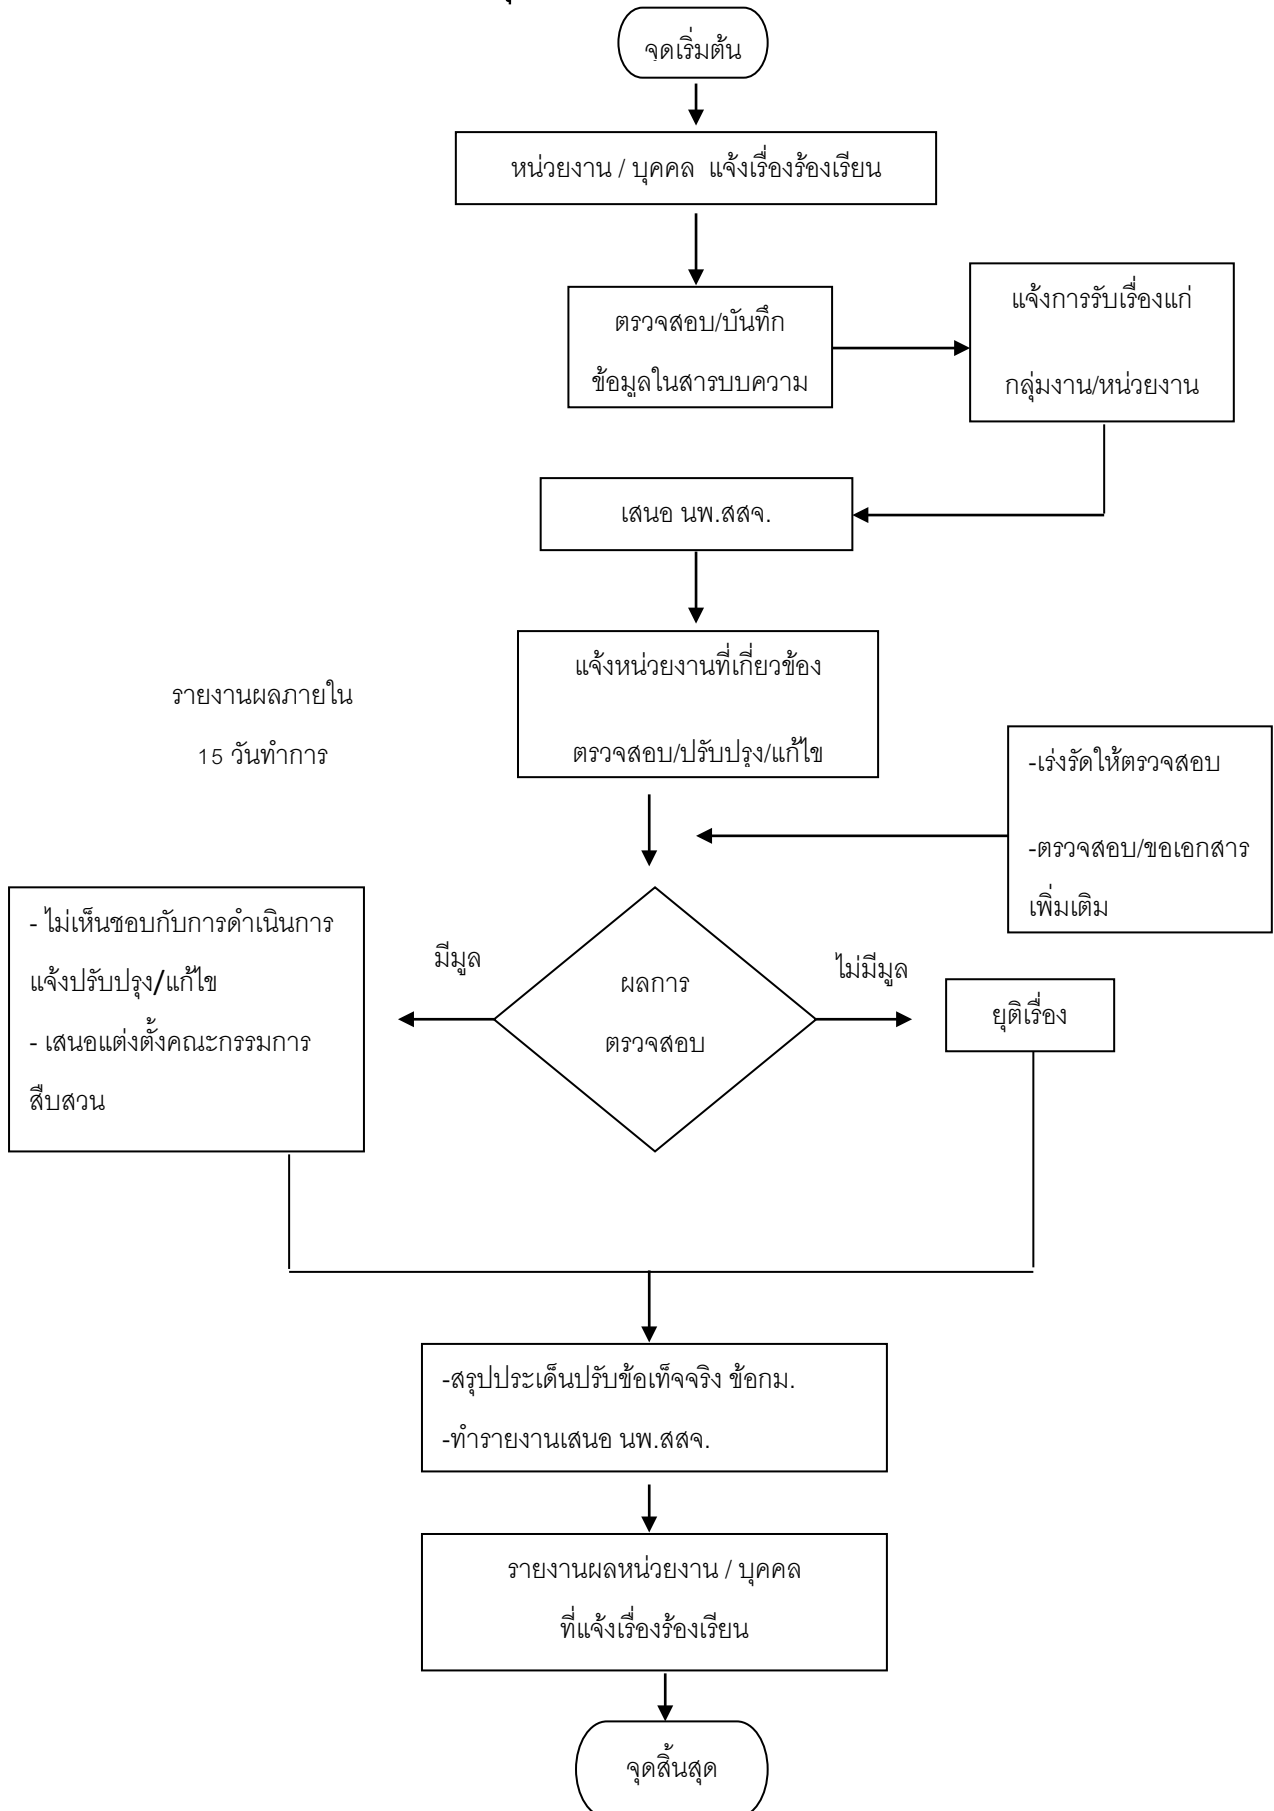 จุดเริ่มต้น
หน่วยงาน / บุคคล แจ้งเรื่องร้องเรียน
แจ้งการรับเรื่องแก่
กลุ่มงาน/หน่วยงาน
ตรวจสอบ/บันทึก
ข้อมูลในสารบบความ
เสนอ นพ.สสจ.
แจ้งหน่วยงานที่เกี่ยวข้อง
ตรวจสอบ/ปรับปรุง/แก้ไข
รายงานผลภายใน
15 วันทำการ
-เร่งรัดให้ตรวจสอบ
-ตรวจสอบ/ขอเอกสาร
เพิ่มเติม
- ไม่เห็นชอบกับการดำเนินการ
แจ้งปรับปรุง/แก้ไข
- เสนอแต่งตั้งคณะกรรมการ
สืบสวน
มีมูล
ผลการ
ตรวจสอบ
ไม่มีมูล
ยุติเรื่อง
-สรุปประเด็นปรับข้อเท็จจริง ข้อกม.
-ทำรายงานเสนอ นพ.สสจ.
รายงานผลหน่วยงาน / บุคคล
ที่แจ้งเรื่องร้องเรียน
จุดสิ้นสุด